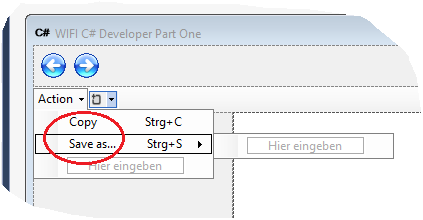 C# WIFI C# Developer Part One
Action
Copy Strg+C
Save as... Strg+S
Hier eingeben
Hier eingeben